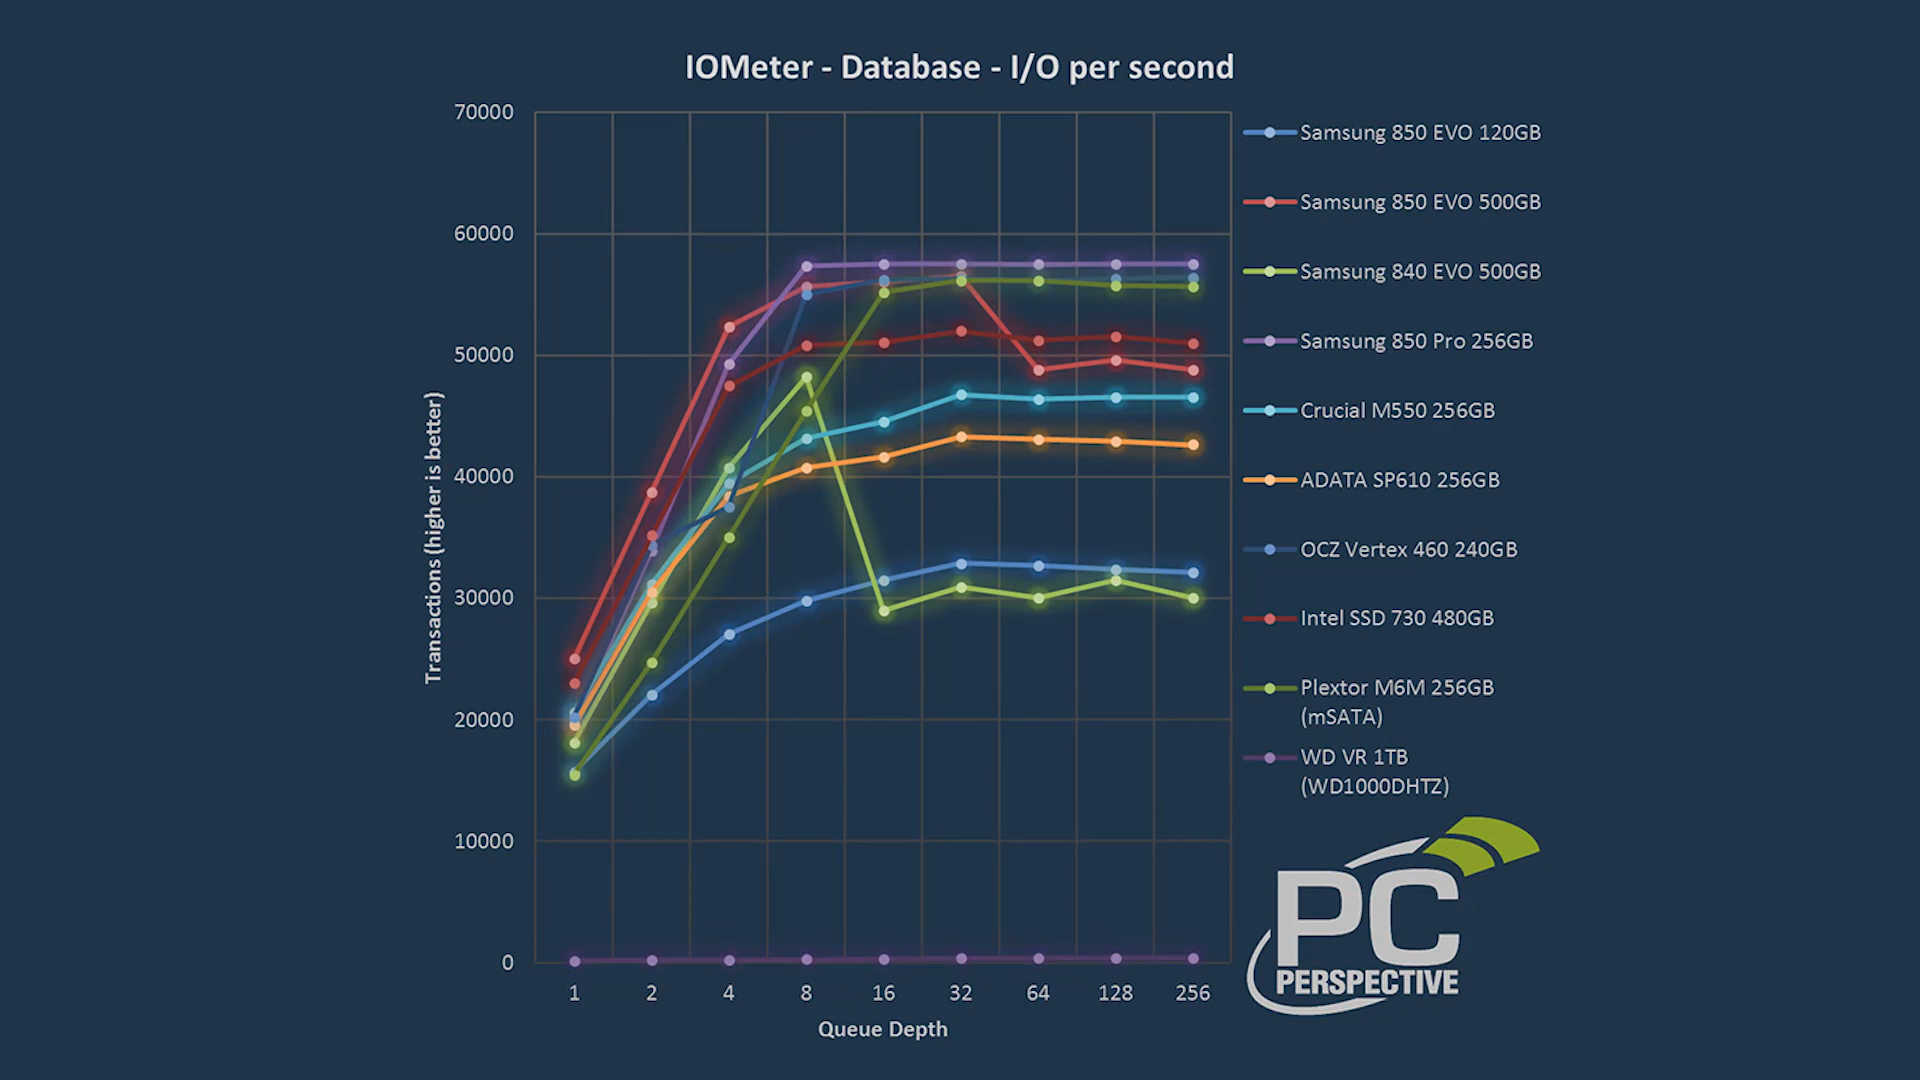 IOMeter - Database - I/O per second
70000
60000
50000
40000
30000
20000
10000
0
Transactions (higher is better)
1 2 4 8 16 32 64 128 256
Queue Depth
Samsung 850 EVO 120GB
Samsung 850 EVO 500GB
Samsung 840 EVO 500GB
Samsung 850 Pro 256GB
Crucial M550 256GB
ADATA SP610 256GB
OCZ Vertex 460 240GB
Intel SSD 730 480GB
Plextor M6M 256GB
(mSATA)
WD VR 1TB
(WD1000DHTZ)
PC
PERSPECTIVE